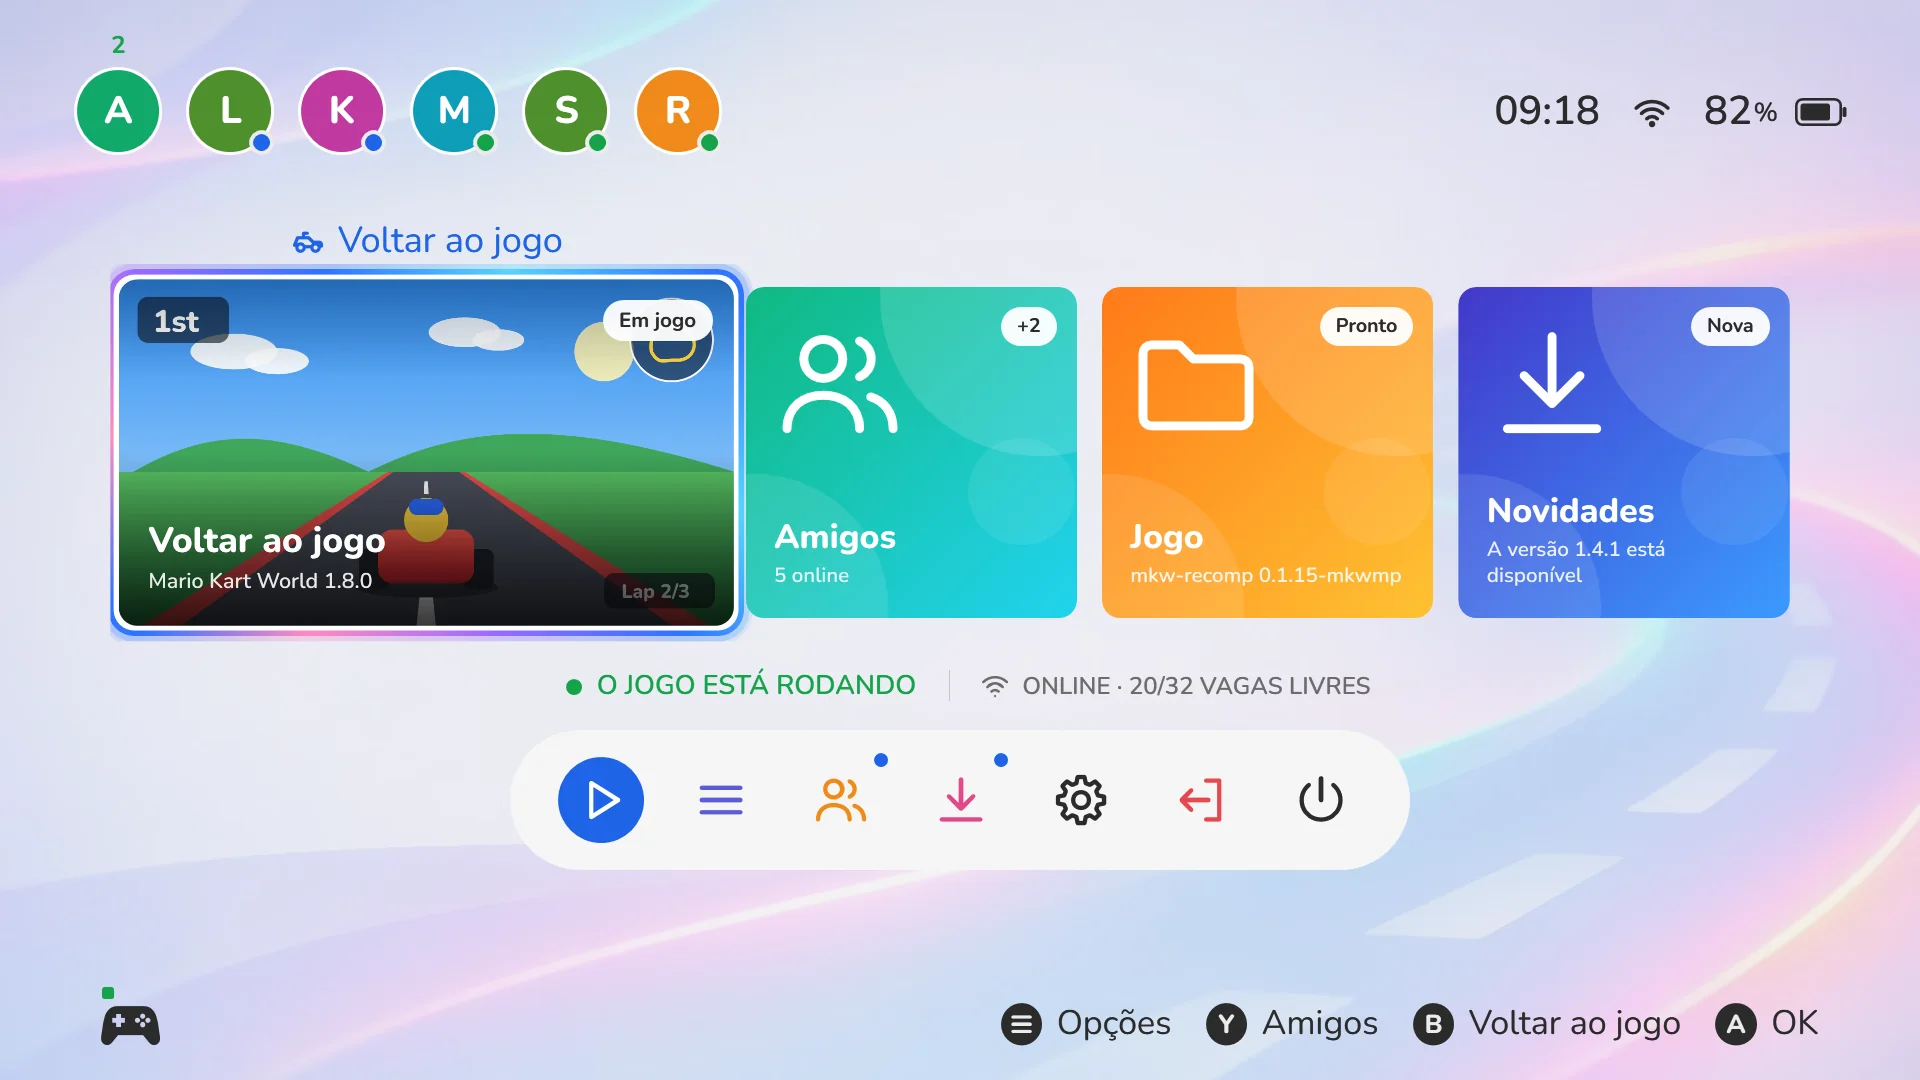 2
A
L
K
M
S
R
09:18
82%
Voltar ao jogo
1st
Em jogo
Voltar ao jogo
Mario Kart World 1.8.0
Lap 2/3
+2
Amigos
5 online
Pronto
Jogo
mkw-recomp 0.1.15-mkwmp
Nova
Novidades
A versão 1.4.1 está
disponível
O JOGO ESTÁ RODANDO
ONLINE · 20/32 VAGAS LIVRES
Opções
Y Amigos
B Voltar ao jogo
A OK